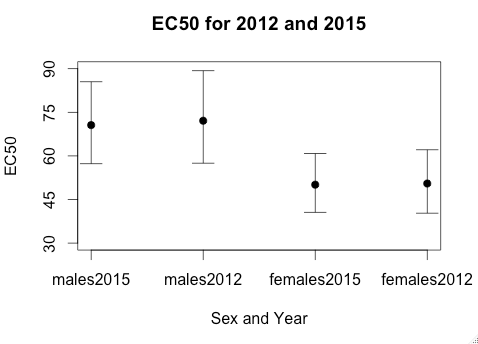 EC50 for 2012 and 2015
EC50
90
75
60
45
30
males2015 males2012 females2015 females2012
Sex and Year